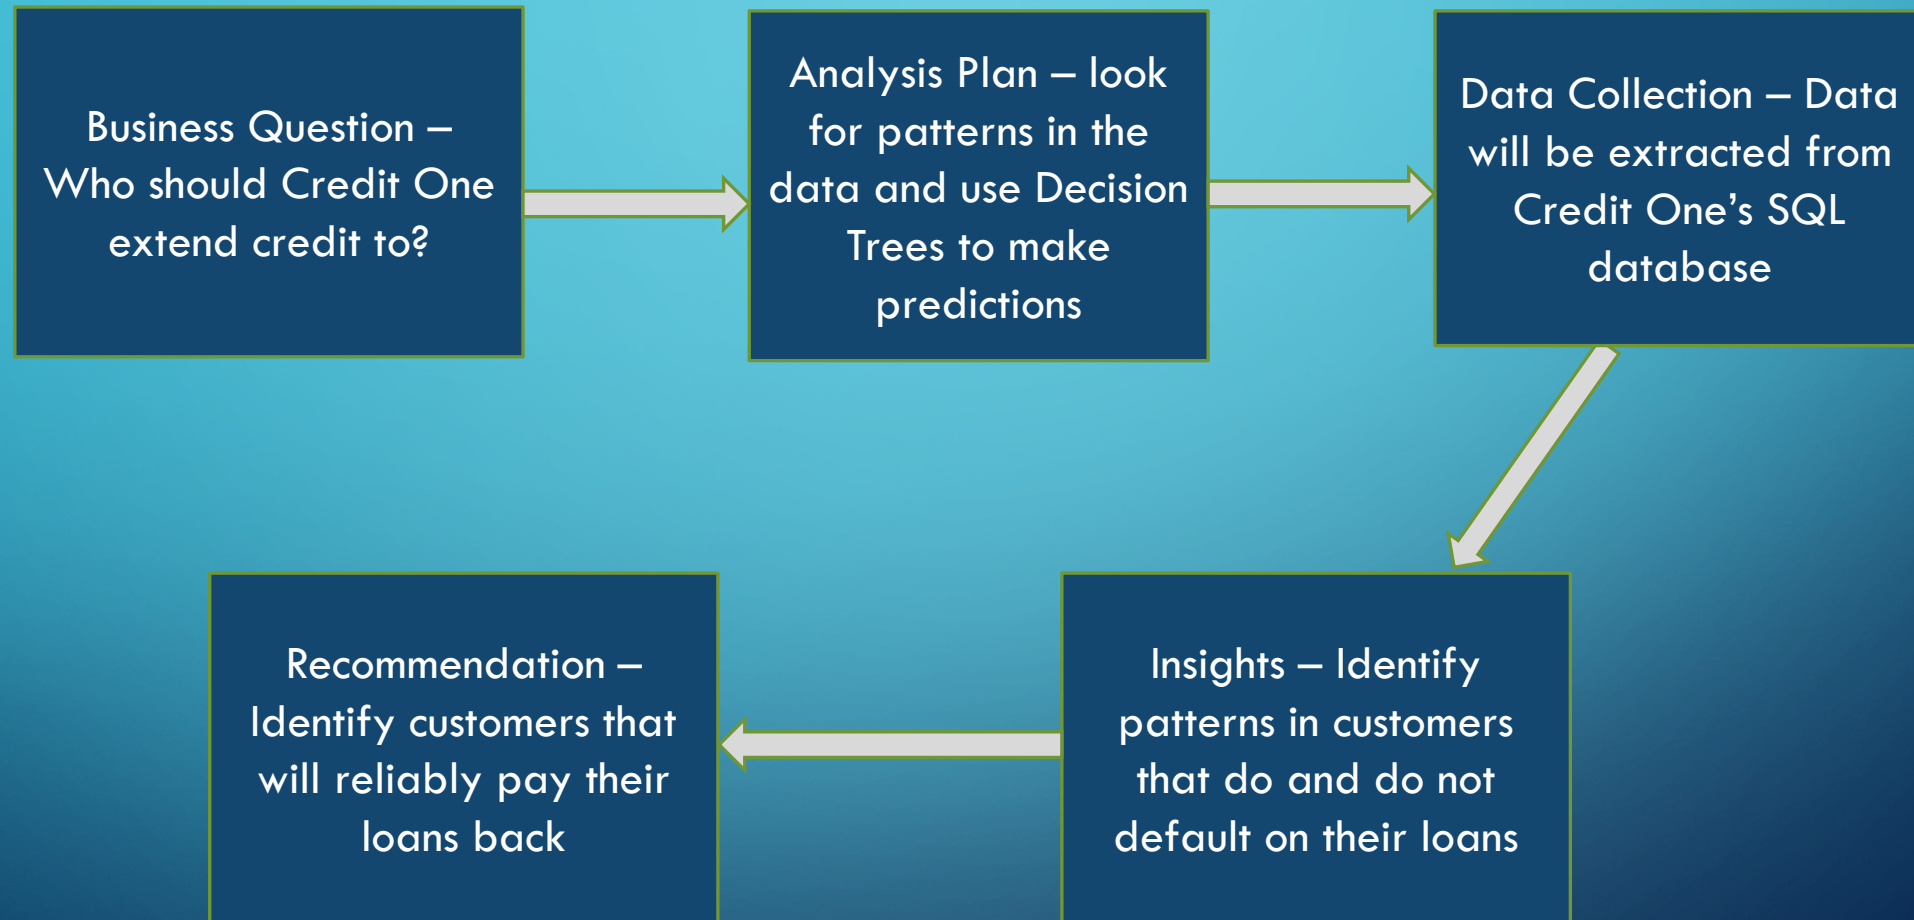 Business Question –
Who should Credit One
extend credit to?
Analysis Plan – look
for patterns in the
data and use Decision
Trees to make
predictions
Data Collection – Data
will be extracted from
Credit One’s SQL
database
Insights – Identify
patterns in customers
that do and do not
default on their loans
Recommendation –
Identify customers that
will reliably pay their
loans back